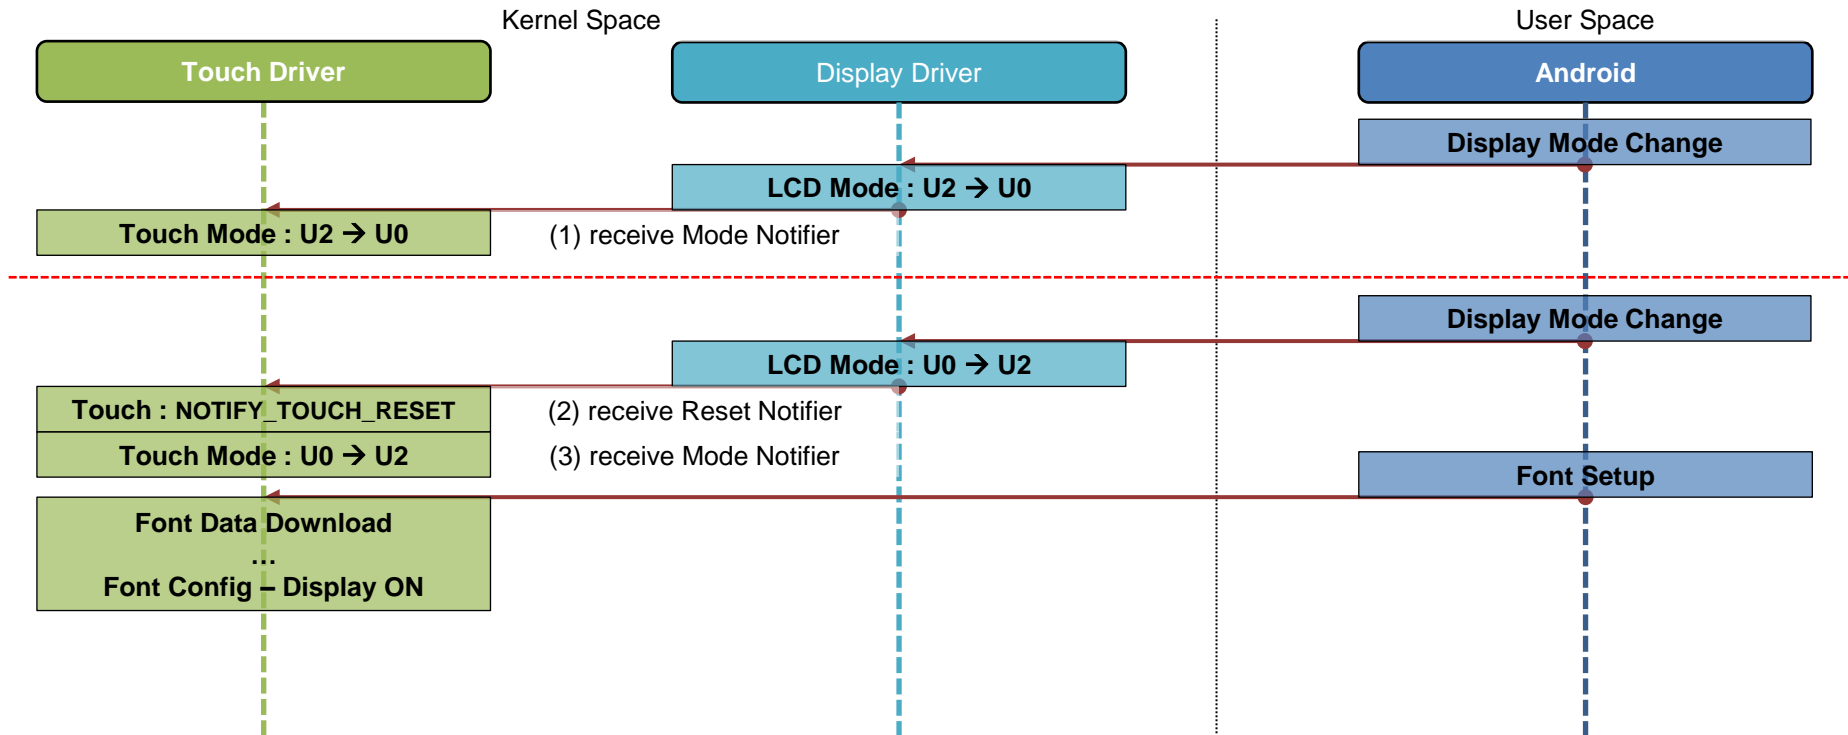 Kernel Space
User Space
Touch Driver
Display Driver
Android
Display Mode Change
LCD Mode : U2 → U0
Touch Mode : U2 → U0
(1) receive Mode Notifier
Display Mode Change
LCD Mode : U0 → U2
Touch : NOTIFY_TOUCH_RESET
(2) receive Reset Notifier
Touch Mode : U0 → U2
(3) receive Mode Notifier
Font Setup
Font Data Download
...
Font Config – Display ON